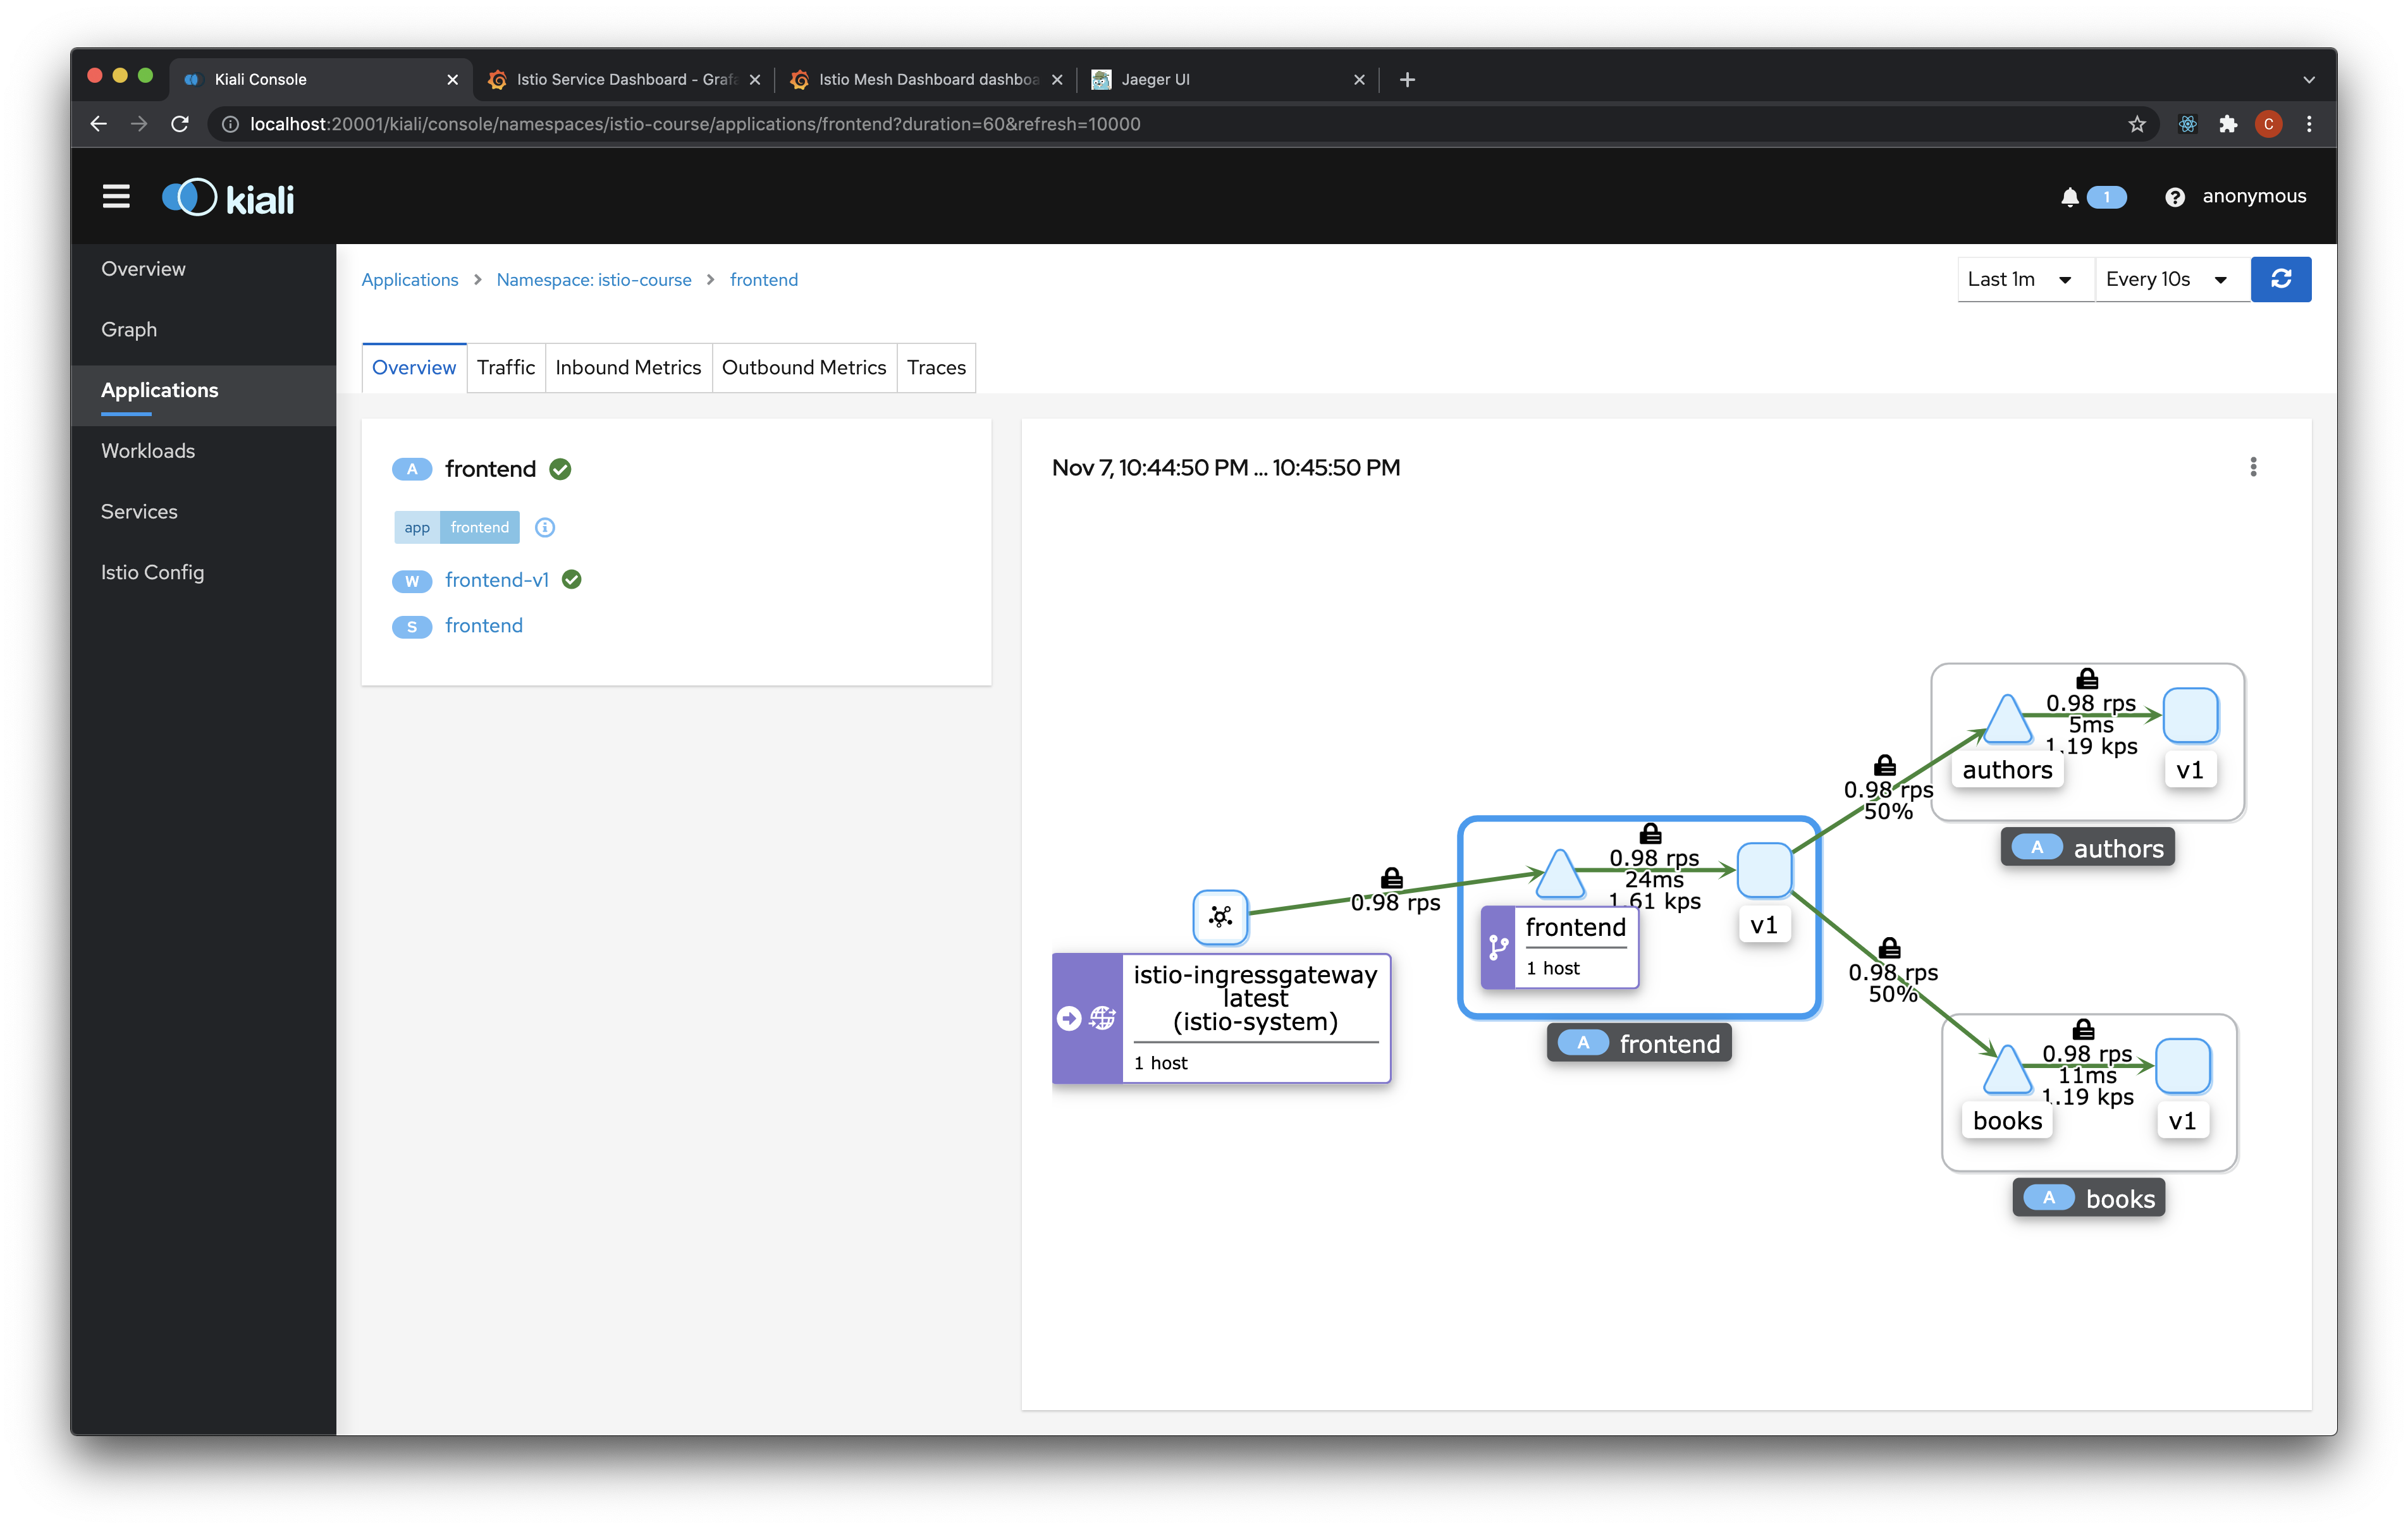 Kiali Console
Istio Service Dashboard - Grafa
Istio Mesh Dashboard dashboa
Jaeger UI
localhost:20001/kiali/console/namespaces/istio-course/applications/frontend?duration=60&refresh=10000
C
kiali
1
anonymous
Overview
Graph
Applications
Workloads
Services
Istio Config
Applications > Namespace: istio-course > frontend
Last 1m
Every 10s
Overview
Traffic
Inbound Metrics
Outbound Metrics
Traces
A frontend
app frontend
W frontend-v1
S frontend
Nov 7, 10:44:50 PM ... 10:45:50 PM
0.98 rps
5ms
1.19 kps
authors
v1
A authors
0.98 rps
50%
0.98 rps
24ms
1.61 kps
frontend
1 host
v1
A frontend
0.98 rps
istio-ingressgateway
latest
(istio-system)
1 host
0.98 rps
50%
0.98 rps
11ms
1.19 kps
books
v1
A books